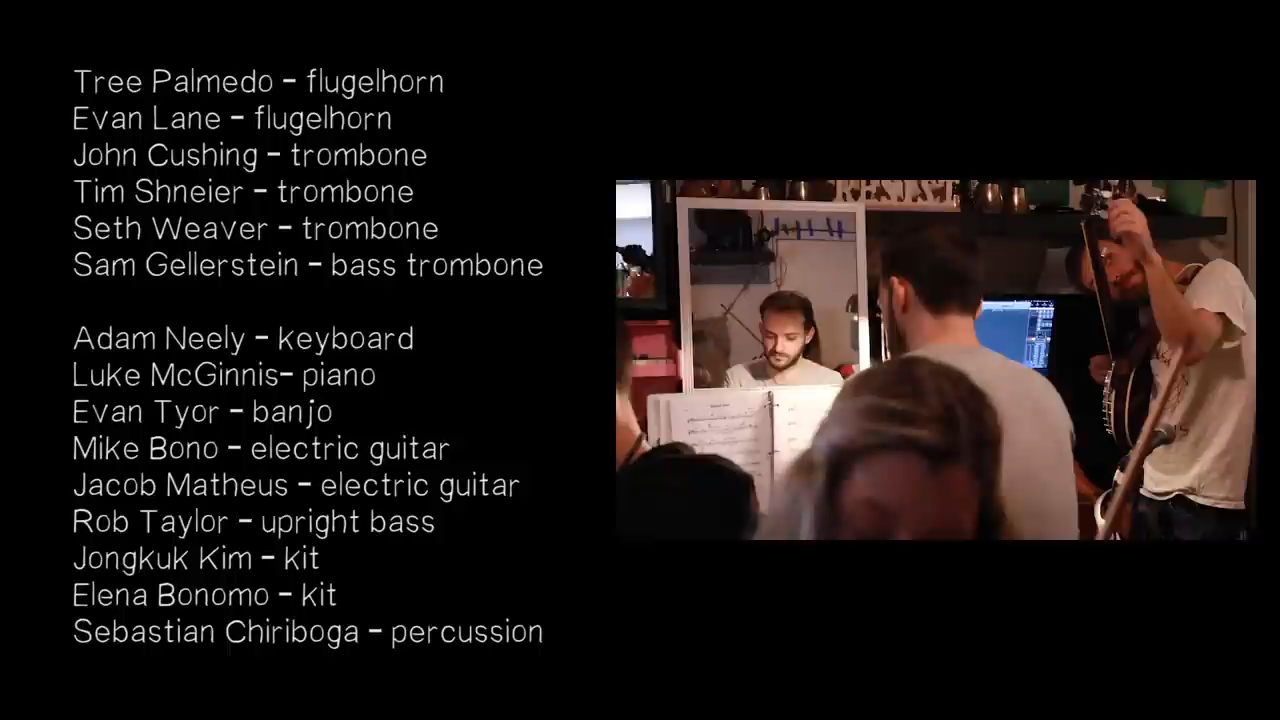 Tree Palmedo - flugelhorn
Evan Lane - flugelhorn
John Cushing - trombone
Tim Shneier - trombone
Seth Weaver - trombone
Sam Gellerstein - bass trombone
Adam Neely - keyboard
Luke McGinnis- piano
Evan Tyor - banjo
Mike Bono - electric guitar
Jacob Matheus - electric guitar
Rob Taylor - upright bass
Jongkuk Kim - kit
Elena Bonomo - kit
Sebastian Chiriboga - percussion